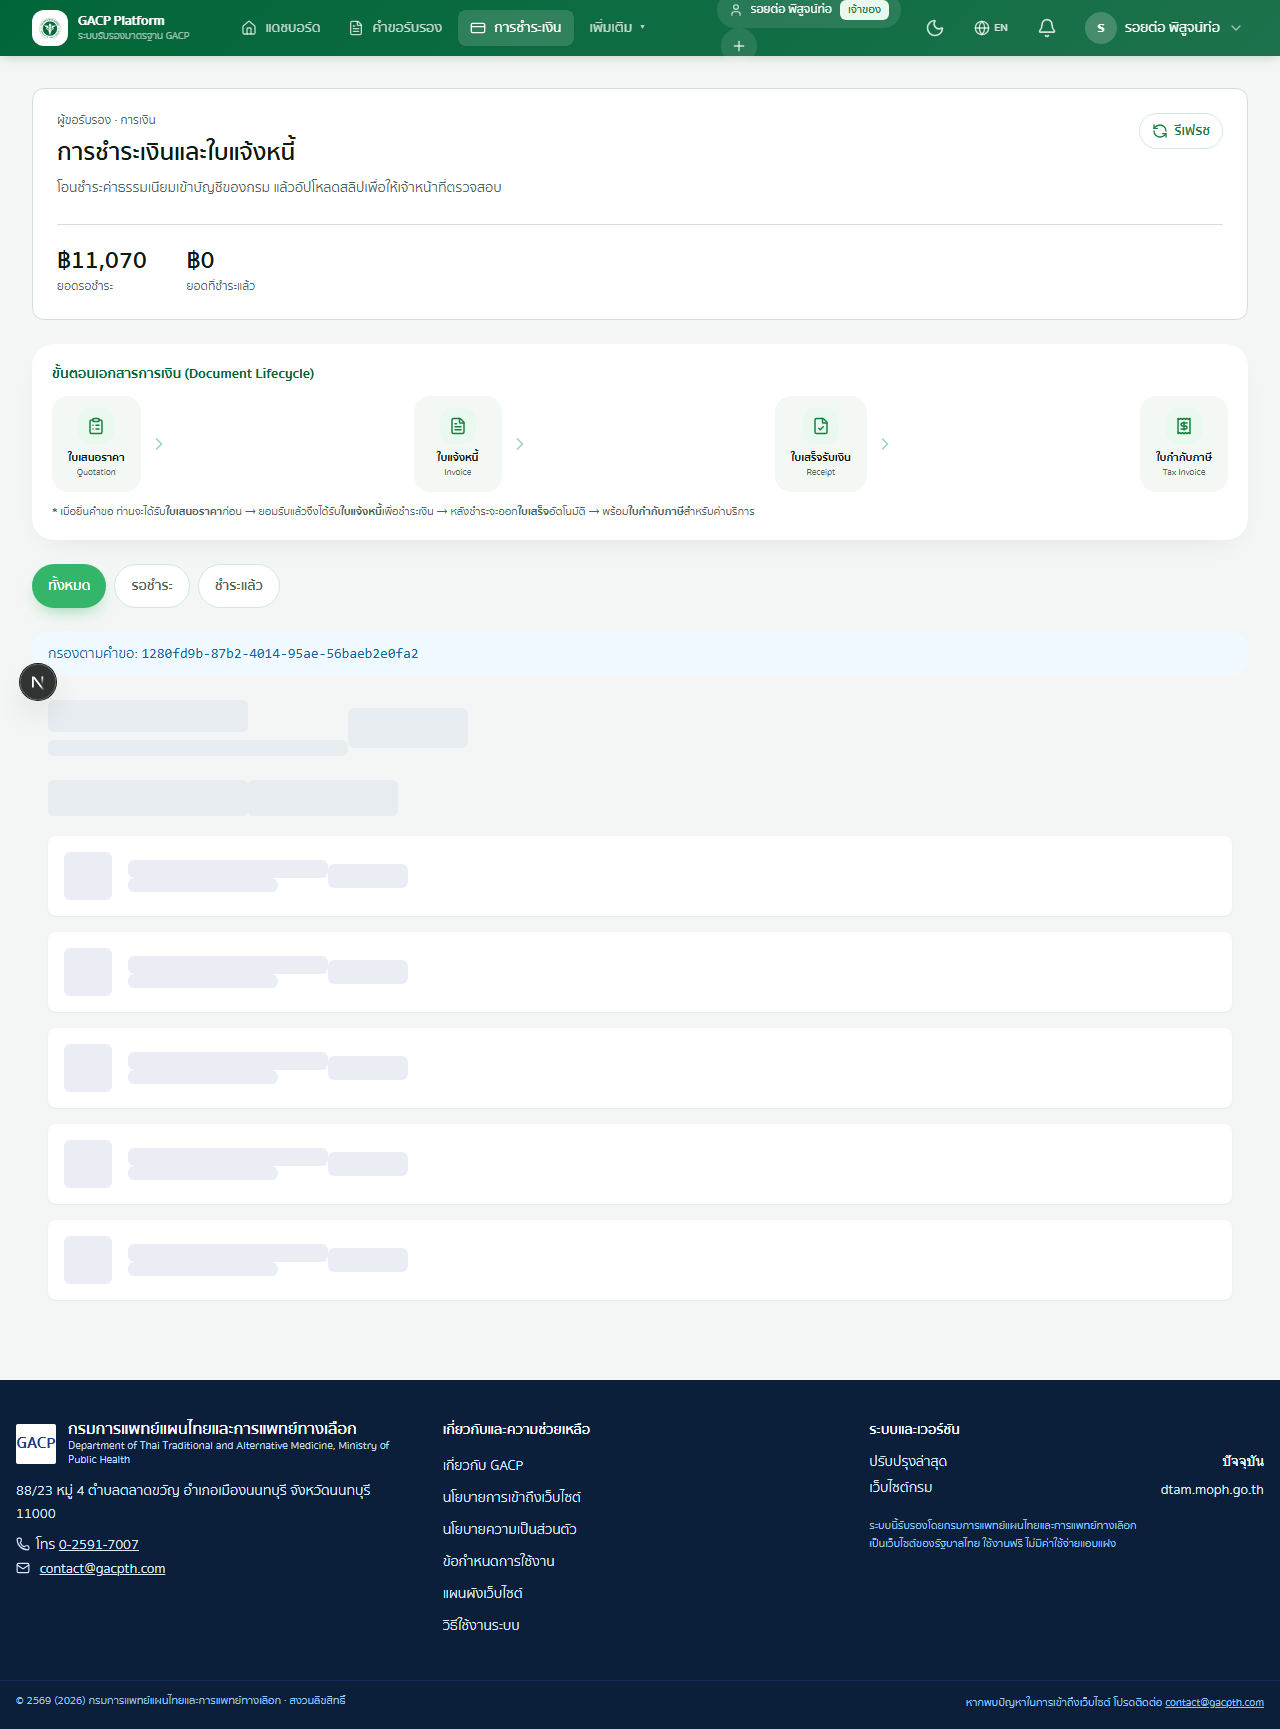 GACP Platform
ระบบรับรองมาตรฐาน GACP
แดชบอร์ด
คำขอรับรอง
การชำระเงิน
เพิ่มเติม
รอยต่อ พิสูจน์ท่อ
เจ้าของ
EN
S
รอยต่อ พิสูจน์ท่อ
ผู้ขอรับรอง · การเงิน
การชำระเงินและใบแจ้งหนี้
โอนชำระค่าธรรมเนียมเข้าบัญชีของกรม แล้วอัปโหลดสลิปเพื่อให้เจ้าหน้าที่ตรวจสอบ
รีเฟรช
฿11,070
ยอดรอชำระ
฿0
ยอดที่ชำระแล้ว
ขั้นตอนเอกสารการเงิน (Document Lifecycle)
ใบเสนอราคา
Quotation
ใบแจ้งหนี้
Invoice
ใบเสร็จรับเงิน
Receipt
ใบกำกับภาษี
Tax Invoice
* เมื่อยื่นคำขอ ท่านจะได้รับใบเสนอราคาก่อน → ยอมรับแล้วจึงได้รับใบแจ้งหนี้เพื่อชำระเงิน → หลังชำระจะออกใบเสร็จอัตโนมัติ → พร้อมใบกำกับภาษีสำหรับค่าบริการ
ทั้งหมด
รอชำระ
ชำระแล้ว
กรองตามคำขอ: 1280fd9b-87b2-4014-95ae-56baeb2e0fa2
N
GACP
กรมการแพทย์แผนไทยและการแพทย์ทางเลือก
Department of Thai Traditional and Alternative Medicine, Ministry of
Public Health
88/23 หมู่ 4 ตำบลตลาดขวัญ อำเภอเมืองนนทบุรี จังหวัดนนทบุรี
11000
โทร 0-2591-7007
contact@gacpth.com
เกี่ยวกับและความช่วยเหลือ
เกี่ยวกับ GACP
นโยบายการเข้าถึงเว็บไซต์
นโยบายความเป็นส่วนตัว
ข้อกำหนดการใช้งาน
แผนผังเว็บไซต์
วิธีใช้งานระบบ
ระบบและเวอร์ชัน
ปรับปรุงล่าสุด
ปัจจุบัน
เว็บไซต์กรม
dtam.moph.go.th
ระบบนี้รับรองโดยกรมการแพทย์แผนไทยและการแพทย์ทางเลือก
เป็นเว็บไซต์ของรัฐบาลไทย ใช้งานฟรี ไม่มีค่าใช้จ่ายแอบแฝง
© 2569 (2026) กรมการแพทย์แผนไทยและการแพทย์ทางเลือก · สงวนลิขสิทธิ์
หากพบปัญหาในการเข้าถึงเว็บไซต์ โปรดติดต่อ contact@gacpth.com